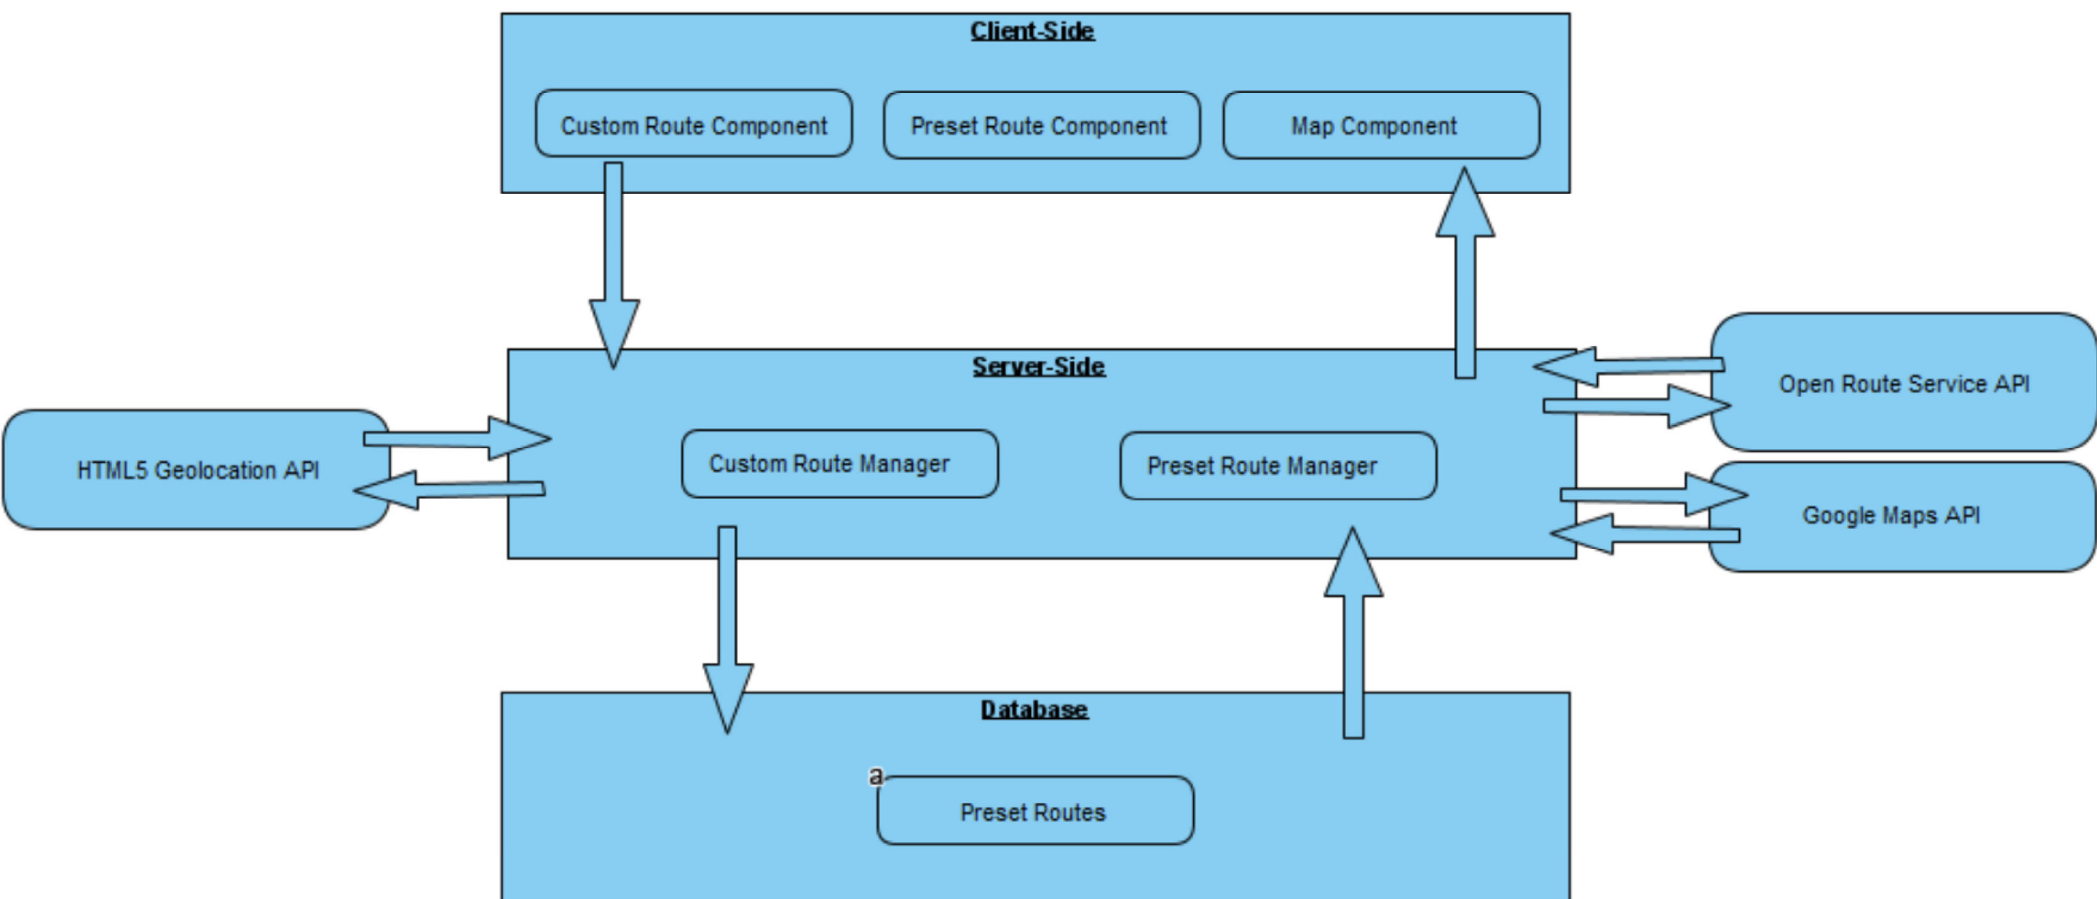 Client-Side
Custom Route Component
Preset Route Component
Map Component
Server-Side
Open Route Service API
HTML5 Geolocation API
Custom Route Manager
Preset Route Manager
Google Maps API
Database
a
Preset Routes